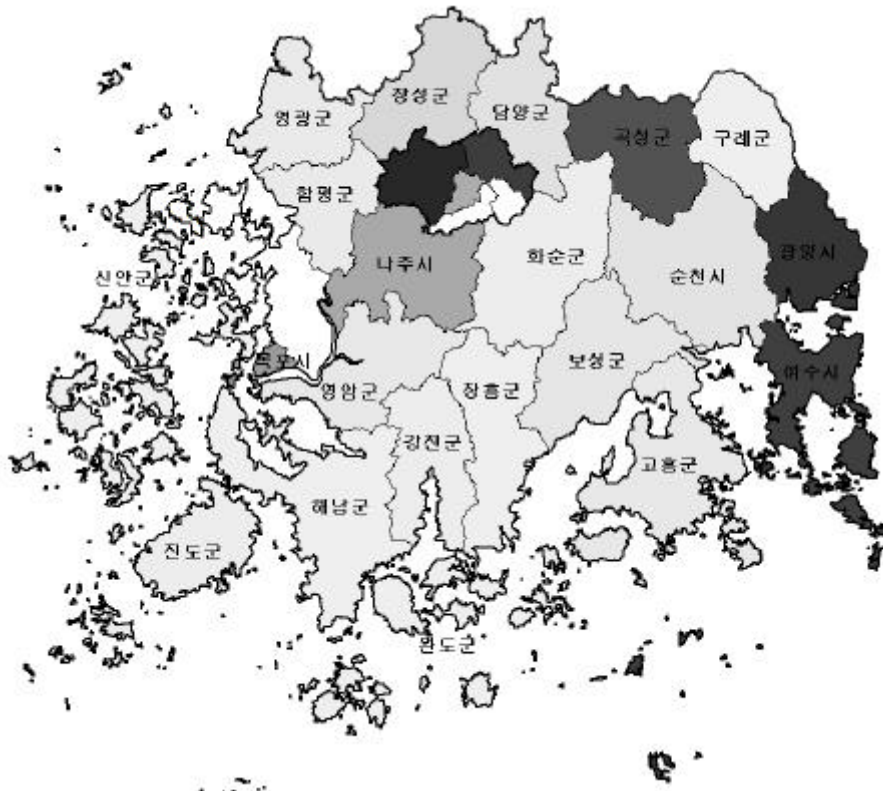 영광군
장성군
담양군
곡성군
구례군
함평군
나주시
화순군
순천시
광양시
신안군
목포시
영암군
장흥군
보성군
여수시
강진군
고흥군
해남군
진도군
완도군